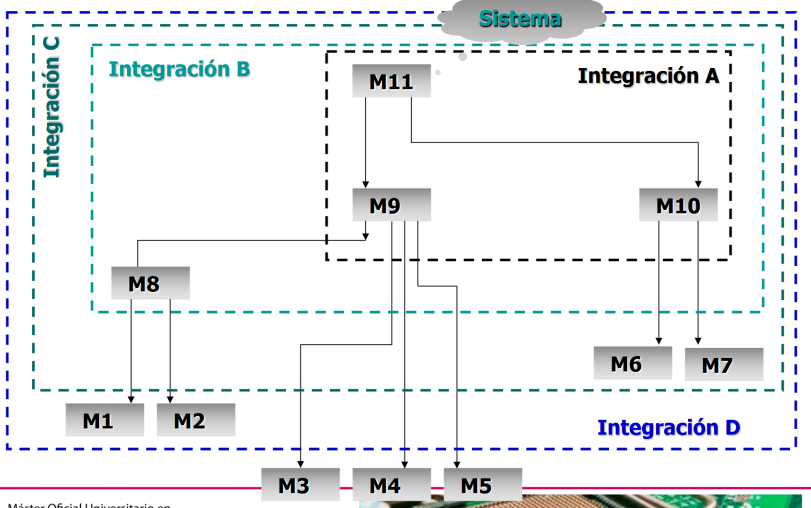 Sistema
Integración C
Integración B
Integración A
M11
M9
M10
M8
M6
M7
M1
M2
Integración D
M3
M4
M5
Máster Oficial Universitario en